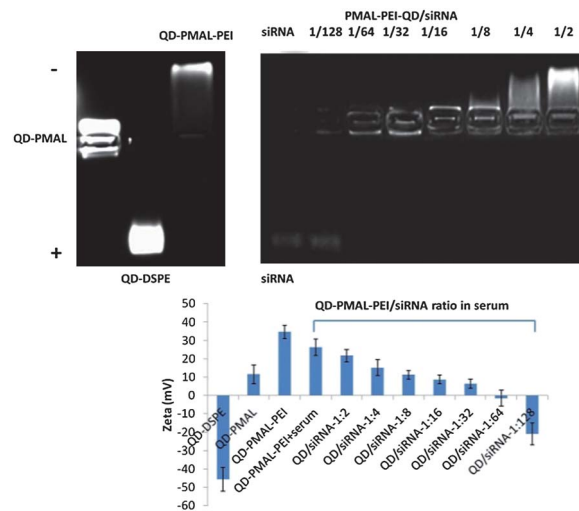 QD-PMAL-PEI
PMAL-PEI-QD/siRNA
siRNA 1/128 1/64 1/32 1/16 1/8 1/4 1/2
-
QD-PMAL
+
QD-DSPE
siRNA
QD-PMAL-PEI/siRNA ratio in serum
Zeta (mV)
50
40
30
20
10
0
-10
-20
-30
-40
-50
-60
QD-DSPE
QD-PMAL
QD-PMAL-PEI
QD-PMAL-PEI+serum
QD/siRNA-1:2
QD/siRNA-1:4
QD/siRNA-1:8
QD/siRNA-1:16
QD/siRNA-1:32
QD/siRNA-1:64
QD/siRNA-1:128